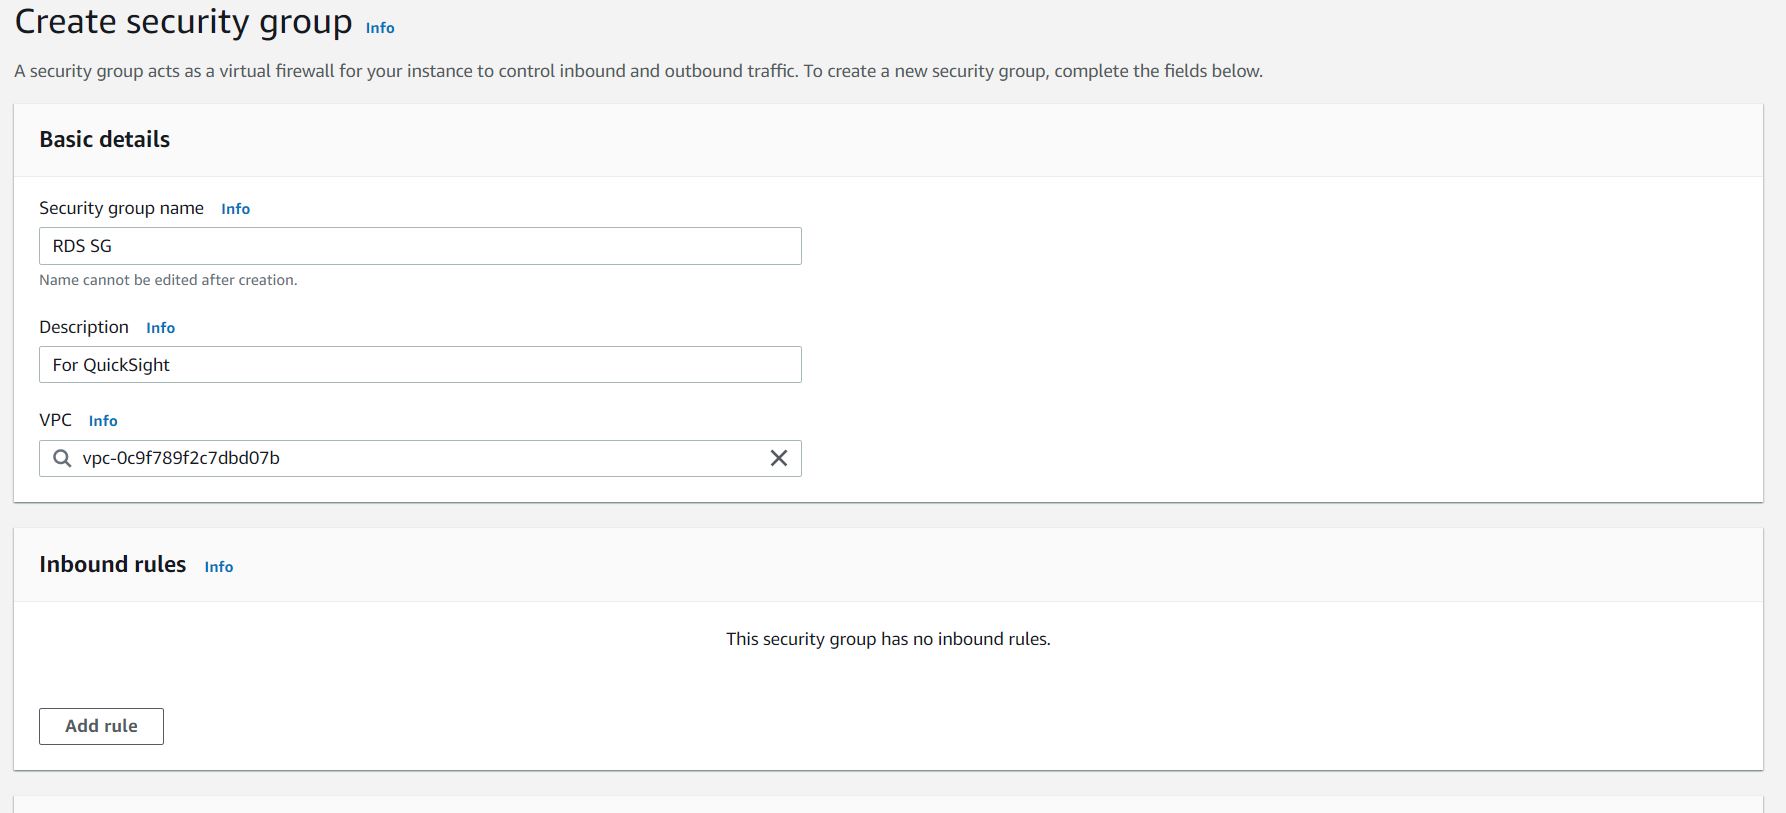 Create security group Info
A security group acts as a virtual firewall for your instance to control inbound and outbound traffic. To create a new security group, complete the fields below.
Basic details
Security group name Info
RDS SG
Name cannot be edited after creation.
Description Info
For QuickSight
VPC Info
vpc-0c9f789f2c7dbd07b
Inbound rules Info
This security group has no inbound rules.
Add rule